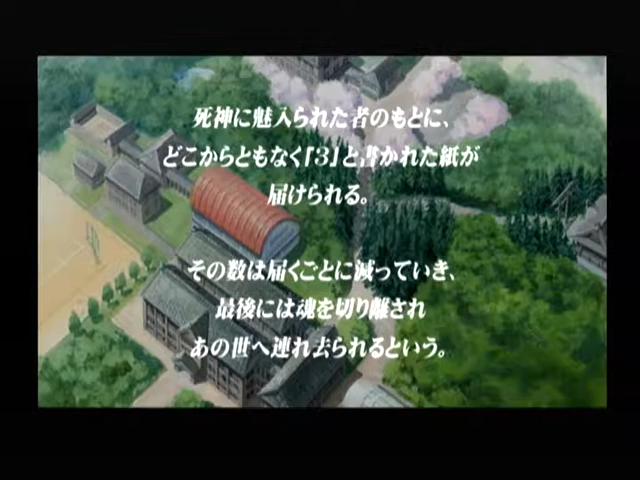 死神に魅入られた者のもとに、
どこからともなく『3』と書かれた紙が
届けられる。
その数は届くごとに減っていき、
最後には魂を切り離され
あの世へ連れ去られるという。